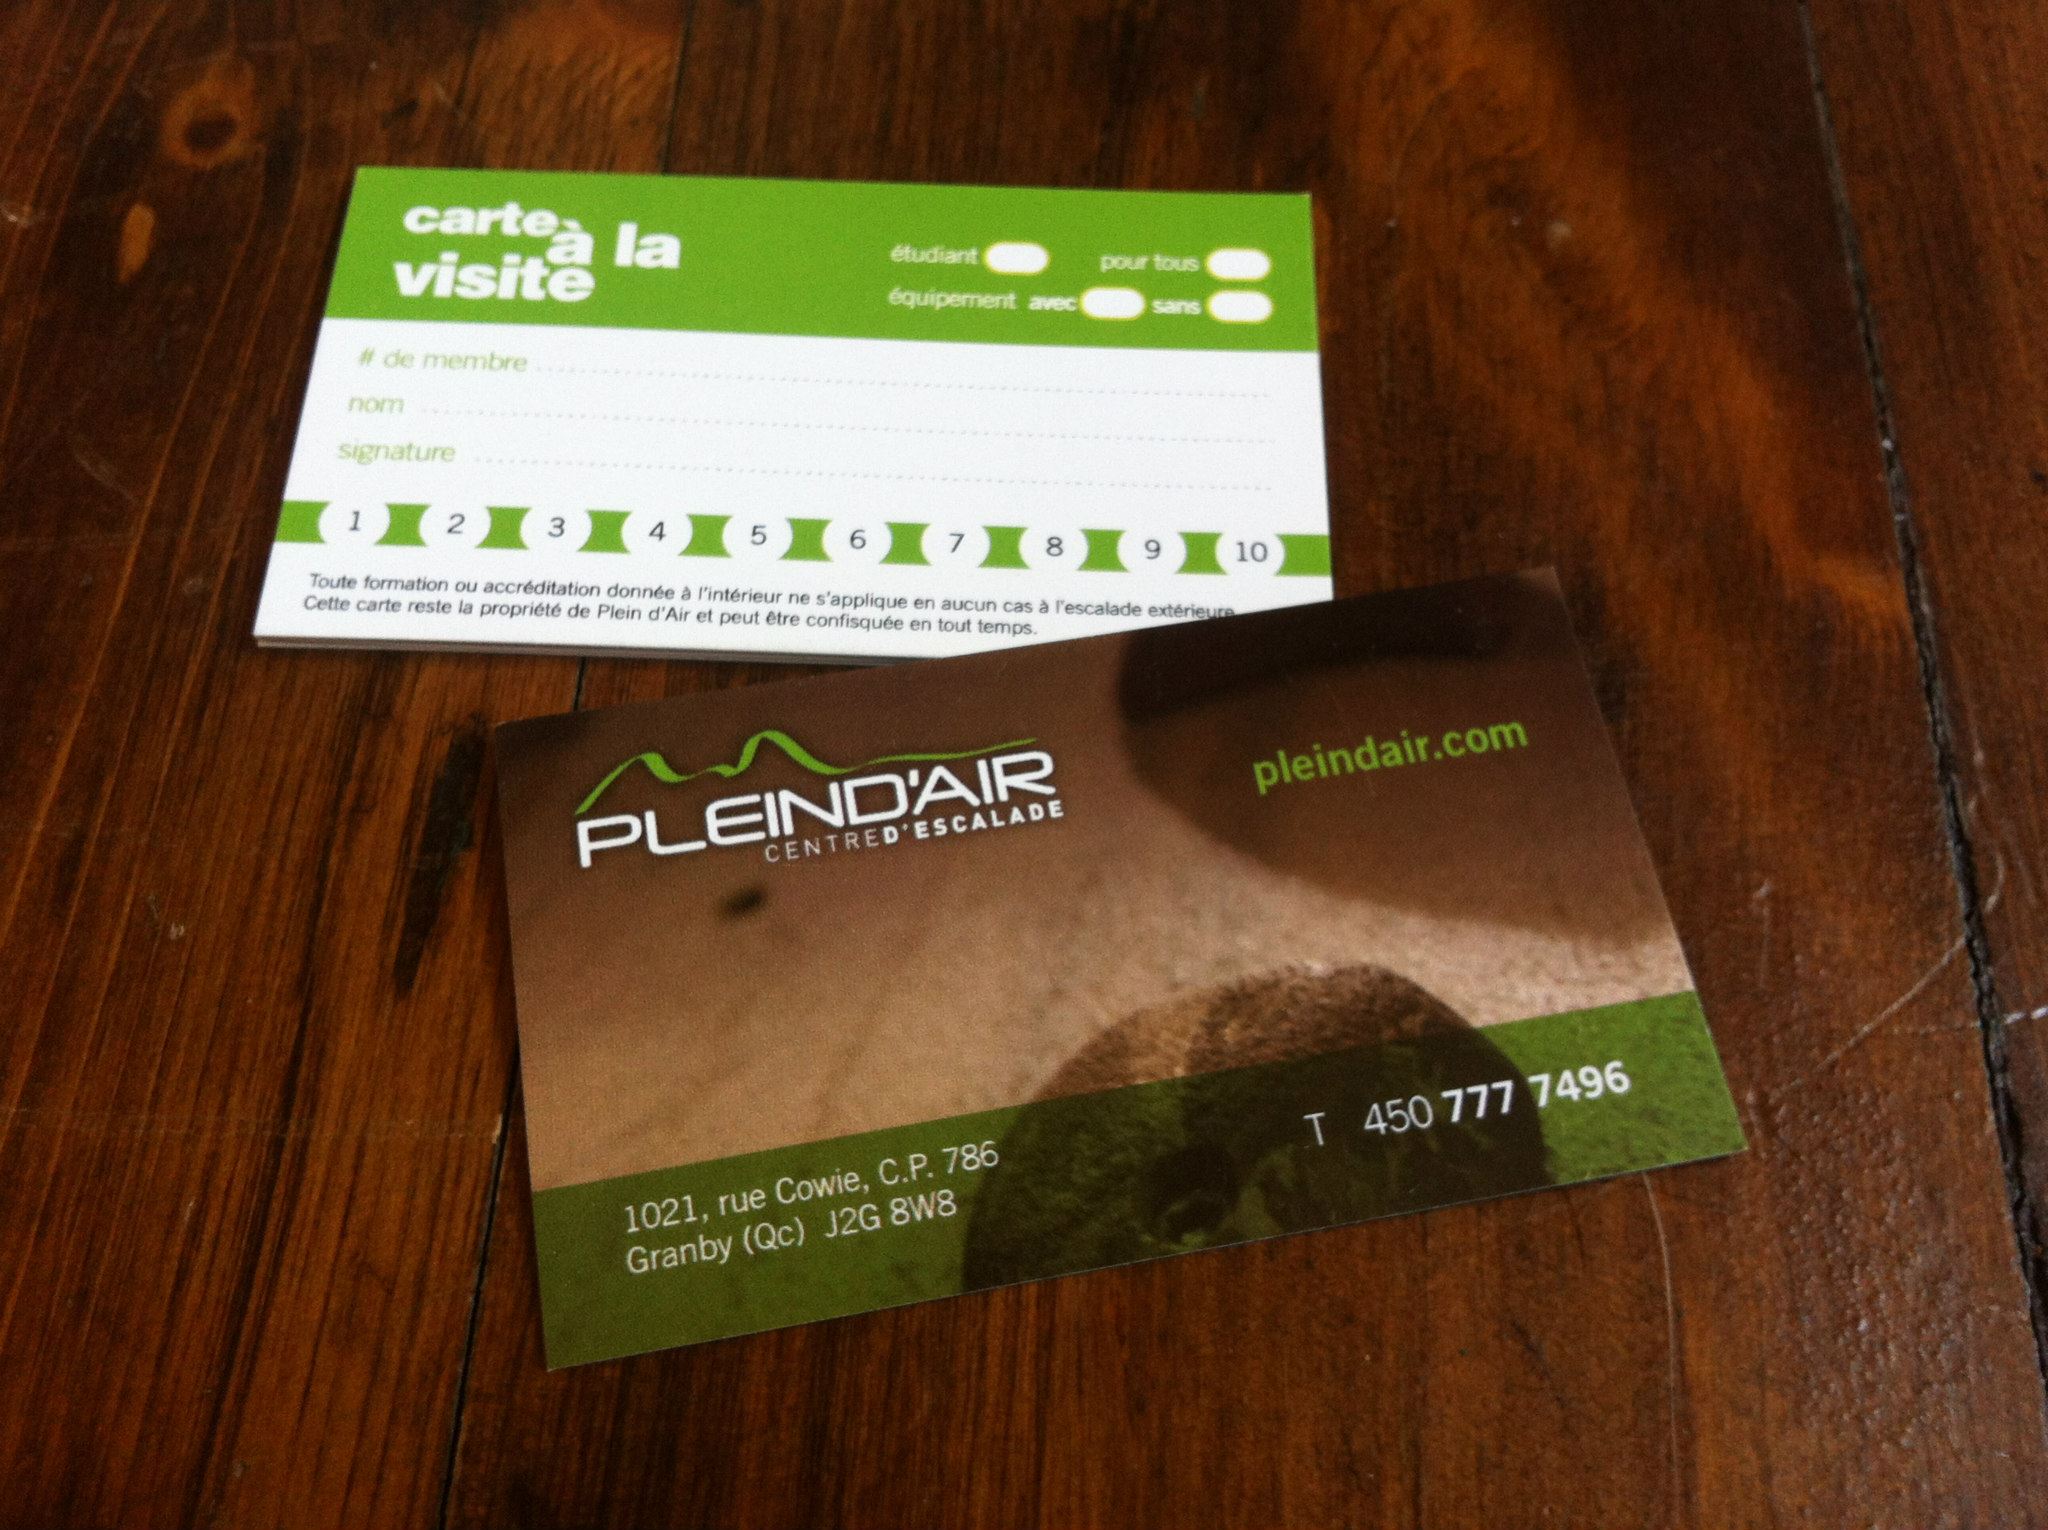 carte à la
visite
étudiant pour tous
équipement avec sans
# de membre
nom
signature
1 2 3 4 5 6 7 8 9 10
Toute formation ou accréditation donnée à l'intérieur ne s'applique en aucun cas à l'escalade extérieure
Cette carte reste la propriété de Plein d'Air et peut être confisquée en tout temps.
PLEIND'AIR
CENTRED'ESCALADE
pleindair.com
1021, rue Cowie, C.P. 786
Granby (Qc) J2G 8W8
T 450 777 7496